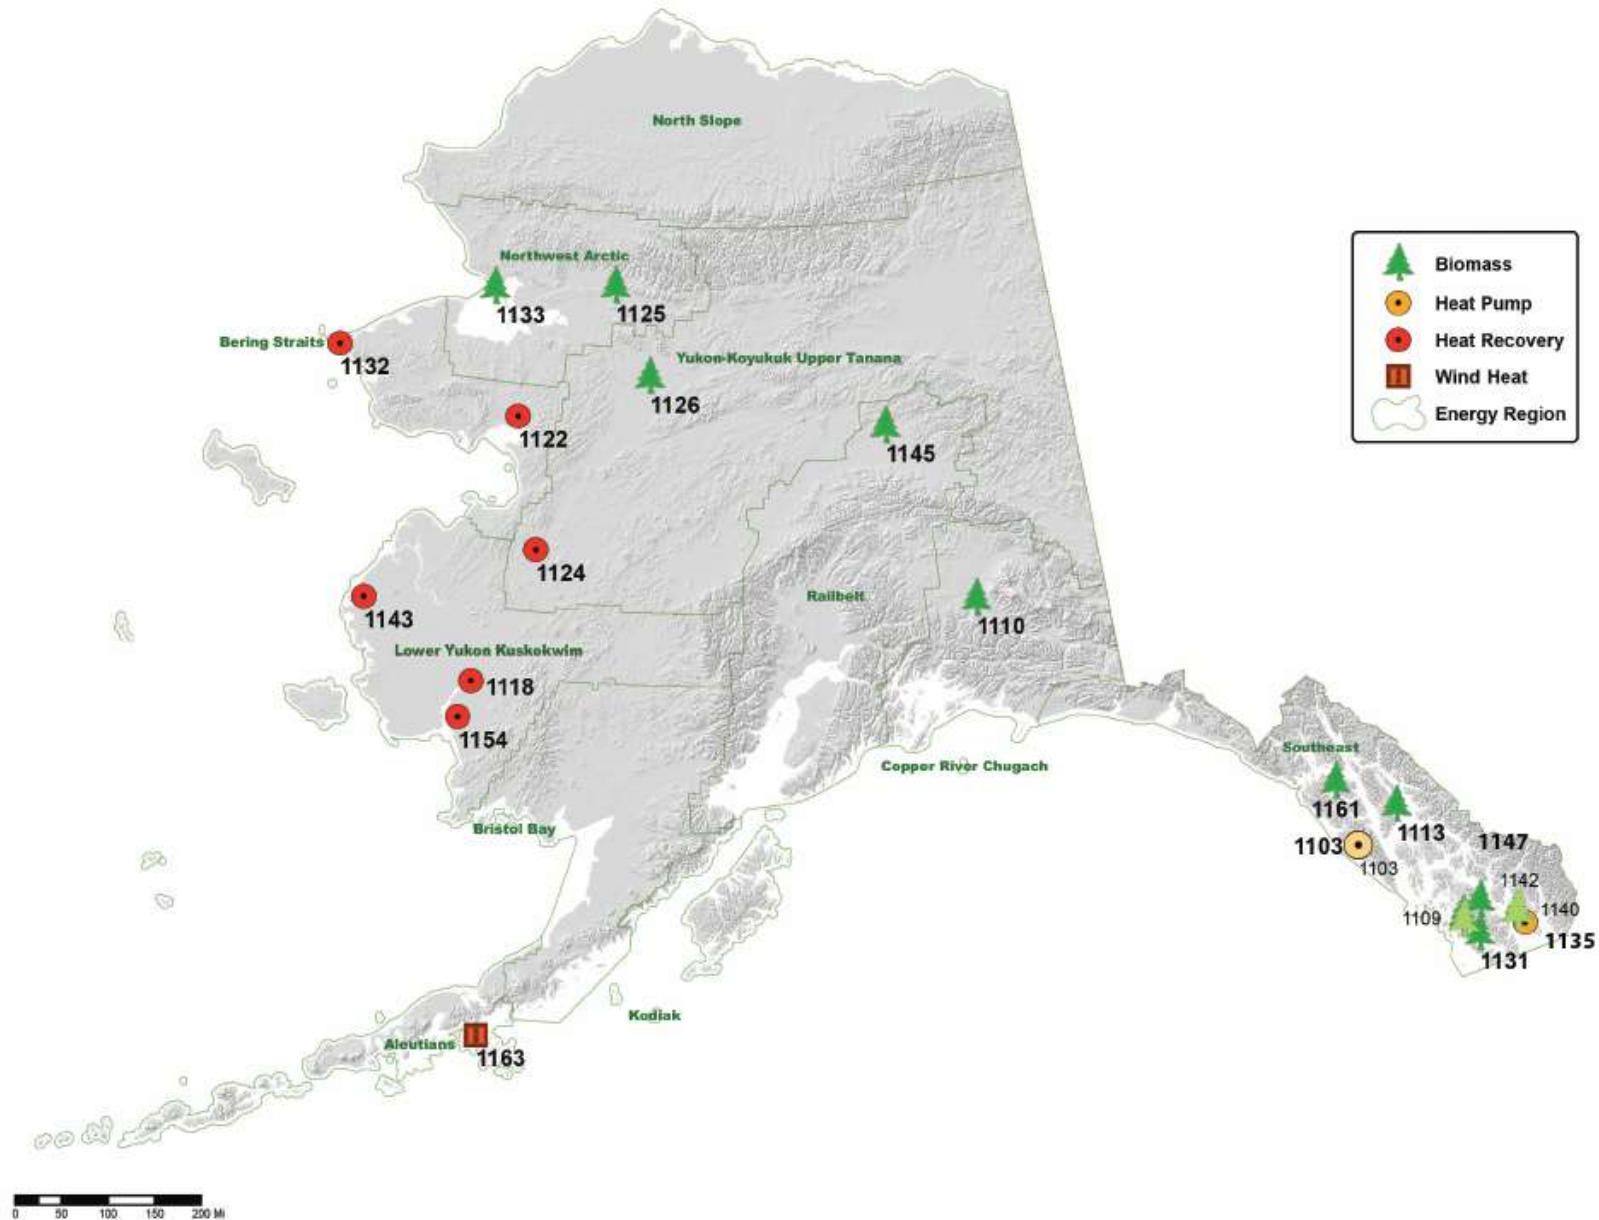 North Slope
Northwest Arctic
1133
1125
Bering Straits
1132
Yukon-Koyukuk Upper Tanana
1126
1122
1145
1124
1143
Railbelt
1110
Lower Yukon Kuskokwim
1118
1154
Copper River Chugach
Bristol Bay
Southeast
1161
1113
1147
1103
1103
1142
1109
1140
1135
1131
Kodiak
Aleutians
1163
Biomass
Heat Pump
Heat Recovery
Wind Heat
Energy Region
0 50 100 150 200 Mi